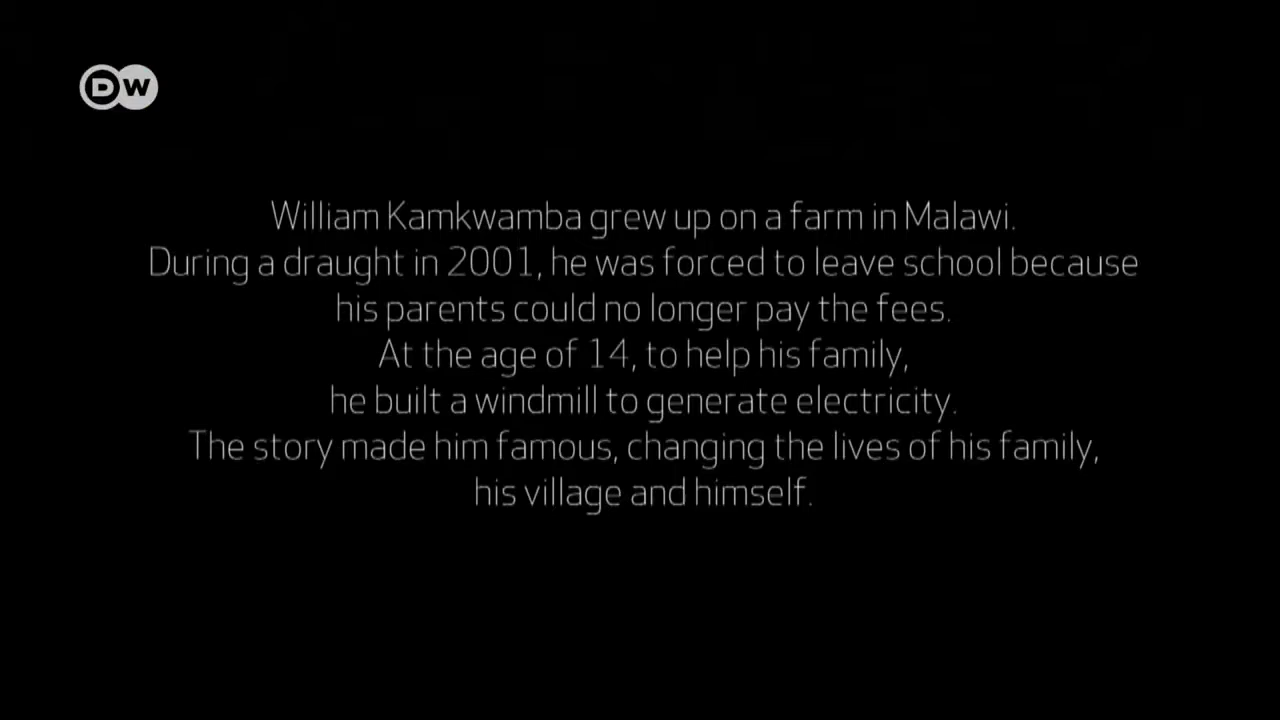 DW
William Kamkwamba grew up on a farm in Malawi.
During a draught in 2001, he was forced to leave school because
his parents could no longer pay the fees.
At the age of 14, to help his family,
he built a windmill to generate electricity.
The story made him famous, changing the lives of his family,
his village and himself.